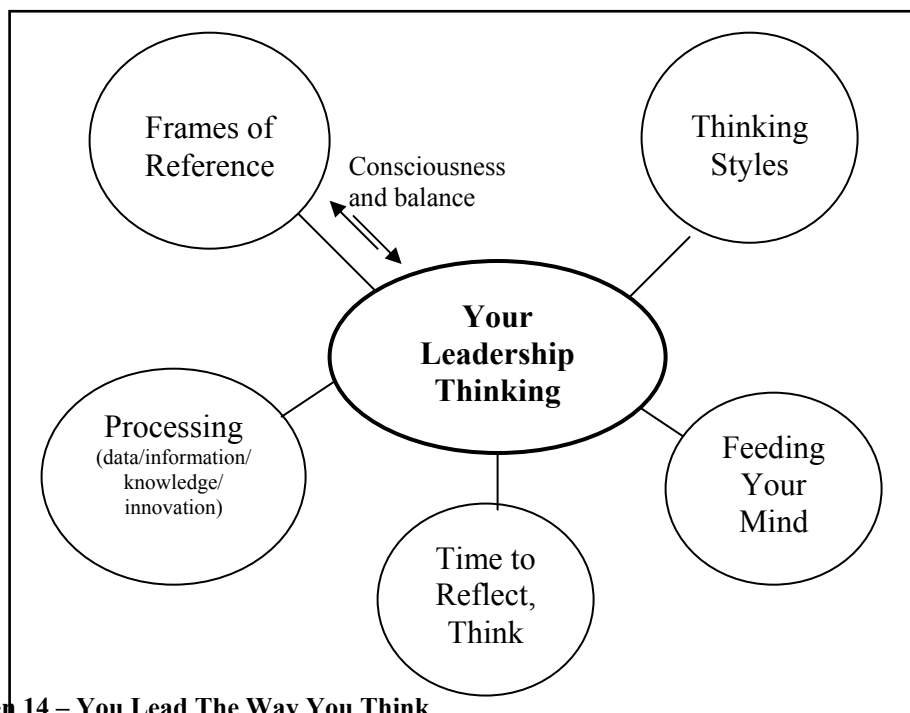 Frames of
Reference
Consciousness
and balance
Thinking
Styles
Your
Leadership
Thinking
Processing
(data/information/
knowledge/
innovation)
Feeding
Your
Mind
Time to
Reflect,
Think
14 – You Lead The Way You Think